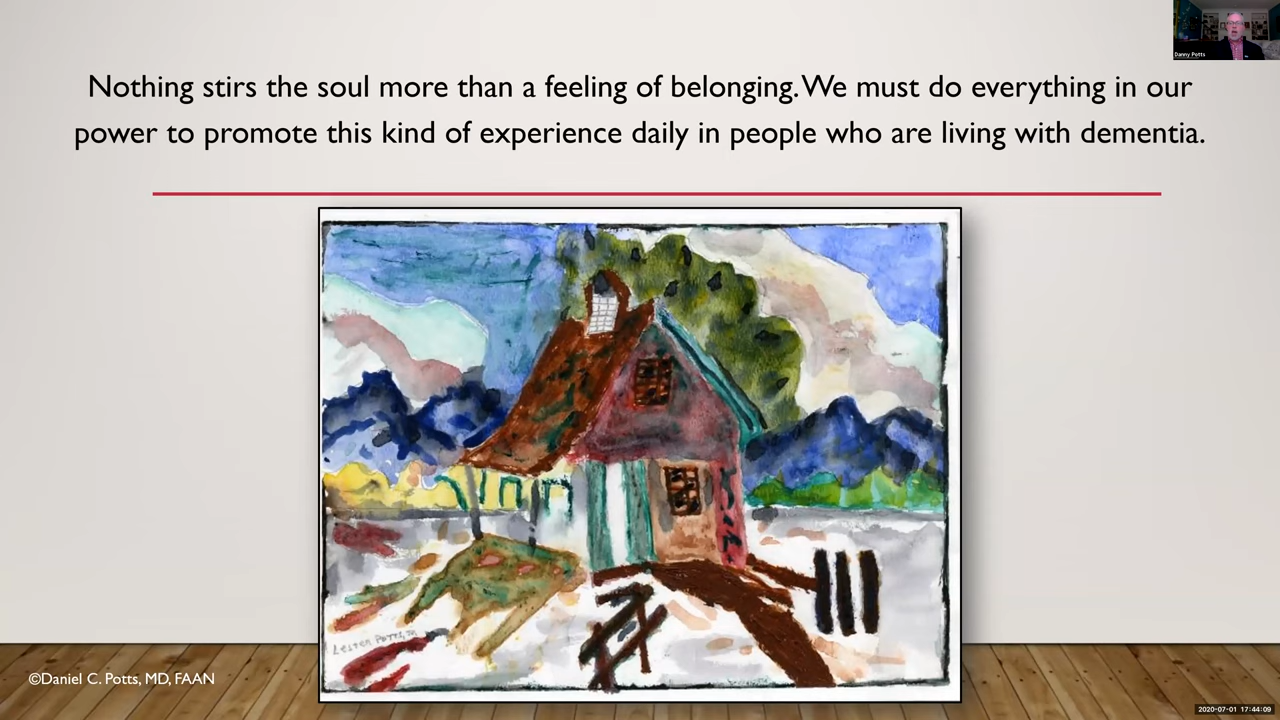 Danny Potts
Nothing stirs the soul more than a feeling of belonging. We must do everything in our
power to promote this kind of experience daily in people who are living with dementia.
LESTER POTTS
©Daniel C. Potts, MD, FAAN
2020-07-01 17:44:09